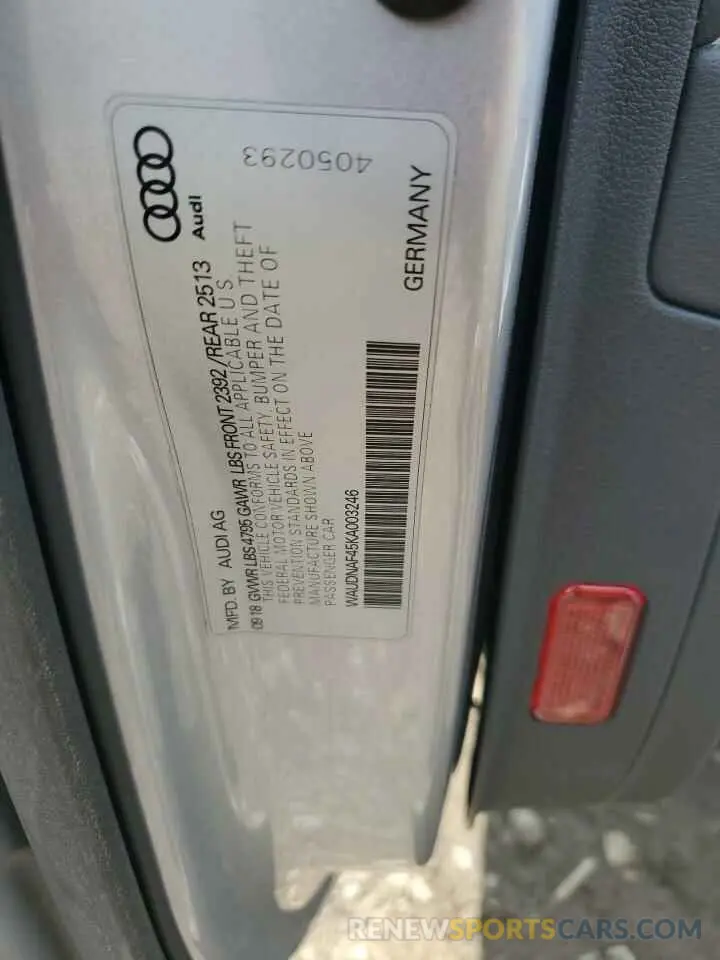 Audi
4050293
MFD. BY AUDI AG
GERMANY
09 18 GVWR LBS 4795 GAWR LBS FRONT 2392 / REAR 2513
THIS VEHICLE CONFORMS TO ALL APPLICABLE U S
FEDERAL MOTOR VEHICLE SAFETY, BUMPER AND THEFT
PREVENTION STANDARDS IN EFFECT ON THE DATE OF
MANUFACTURE SHOWN ABOVE
PASSENGER CAR
WAUDNAF45KA003246
RENEWSPORTSCARS.COM